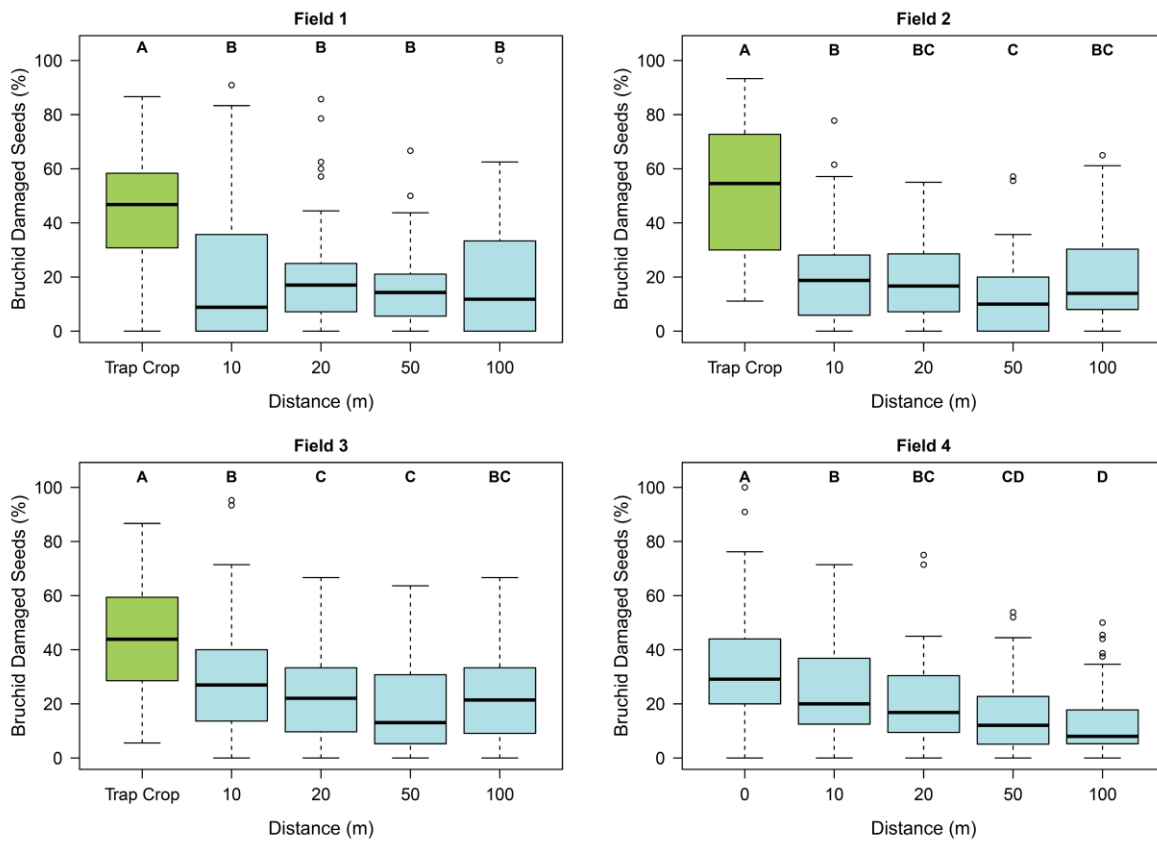 Field 1
A B B B B
100
80
60
40
20
0
Bruchid Damaged Seeds (%)
Trap Crop 10 20 50 100
Distance (m)
Field 2
A B BC C BC
100
80
60
40
20
0
Bruchid Damaged Seeds (%)
Trap Crop 10 20 50 100
Distance (m)
Field 3
A B C C BC
100
80
60
40
20
0
Bruchid Damaged Seeds (%)
Trap Crop 10 20 50 100
Distance (m)
Field 4
A B BC CD D
100
80
60
40
20
0
Bruchid Damaged Seeds (%)
0 10 20 50 100
Distance (m)